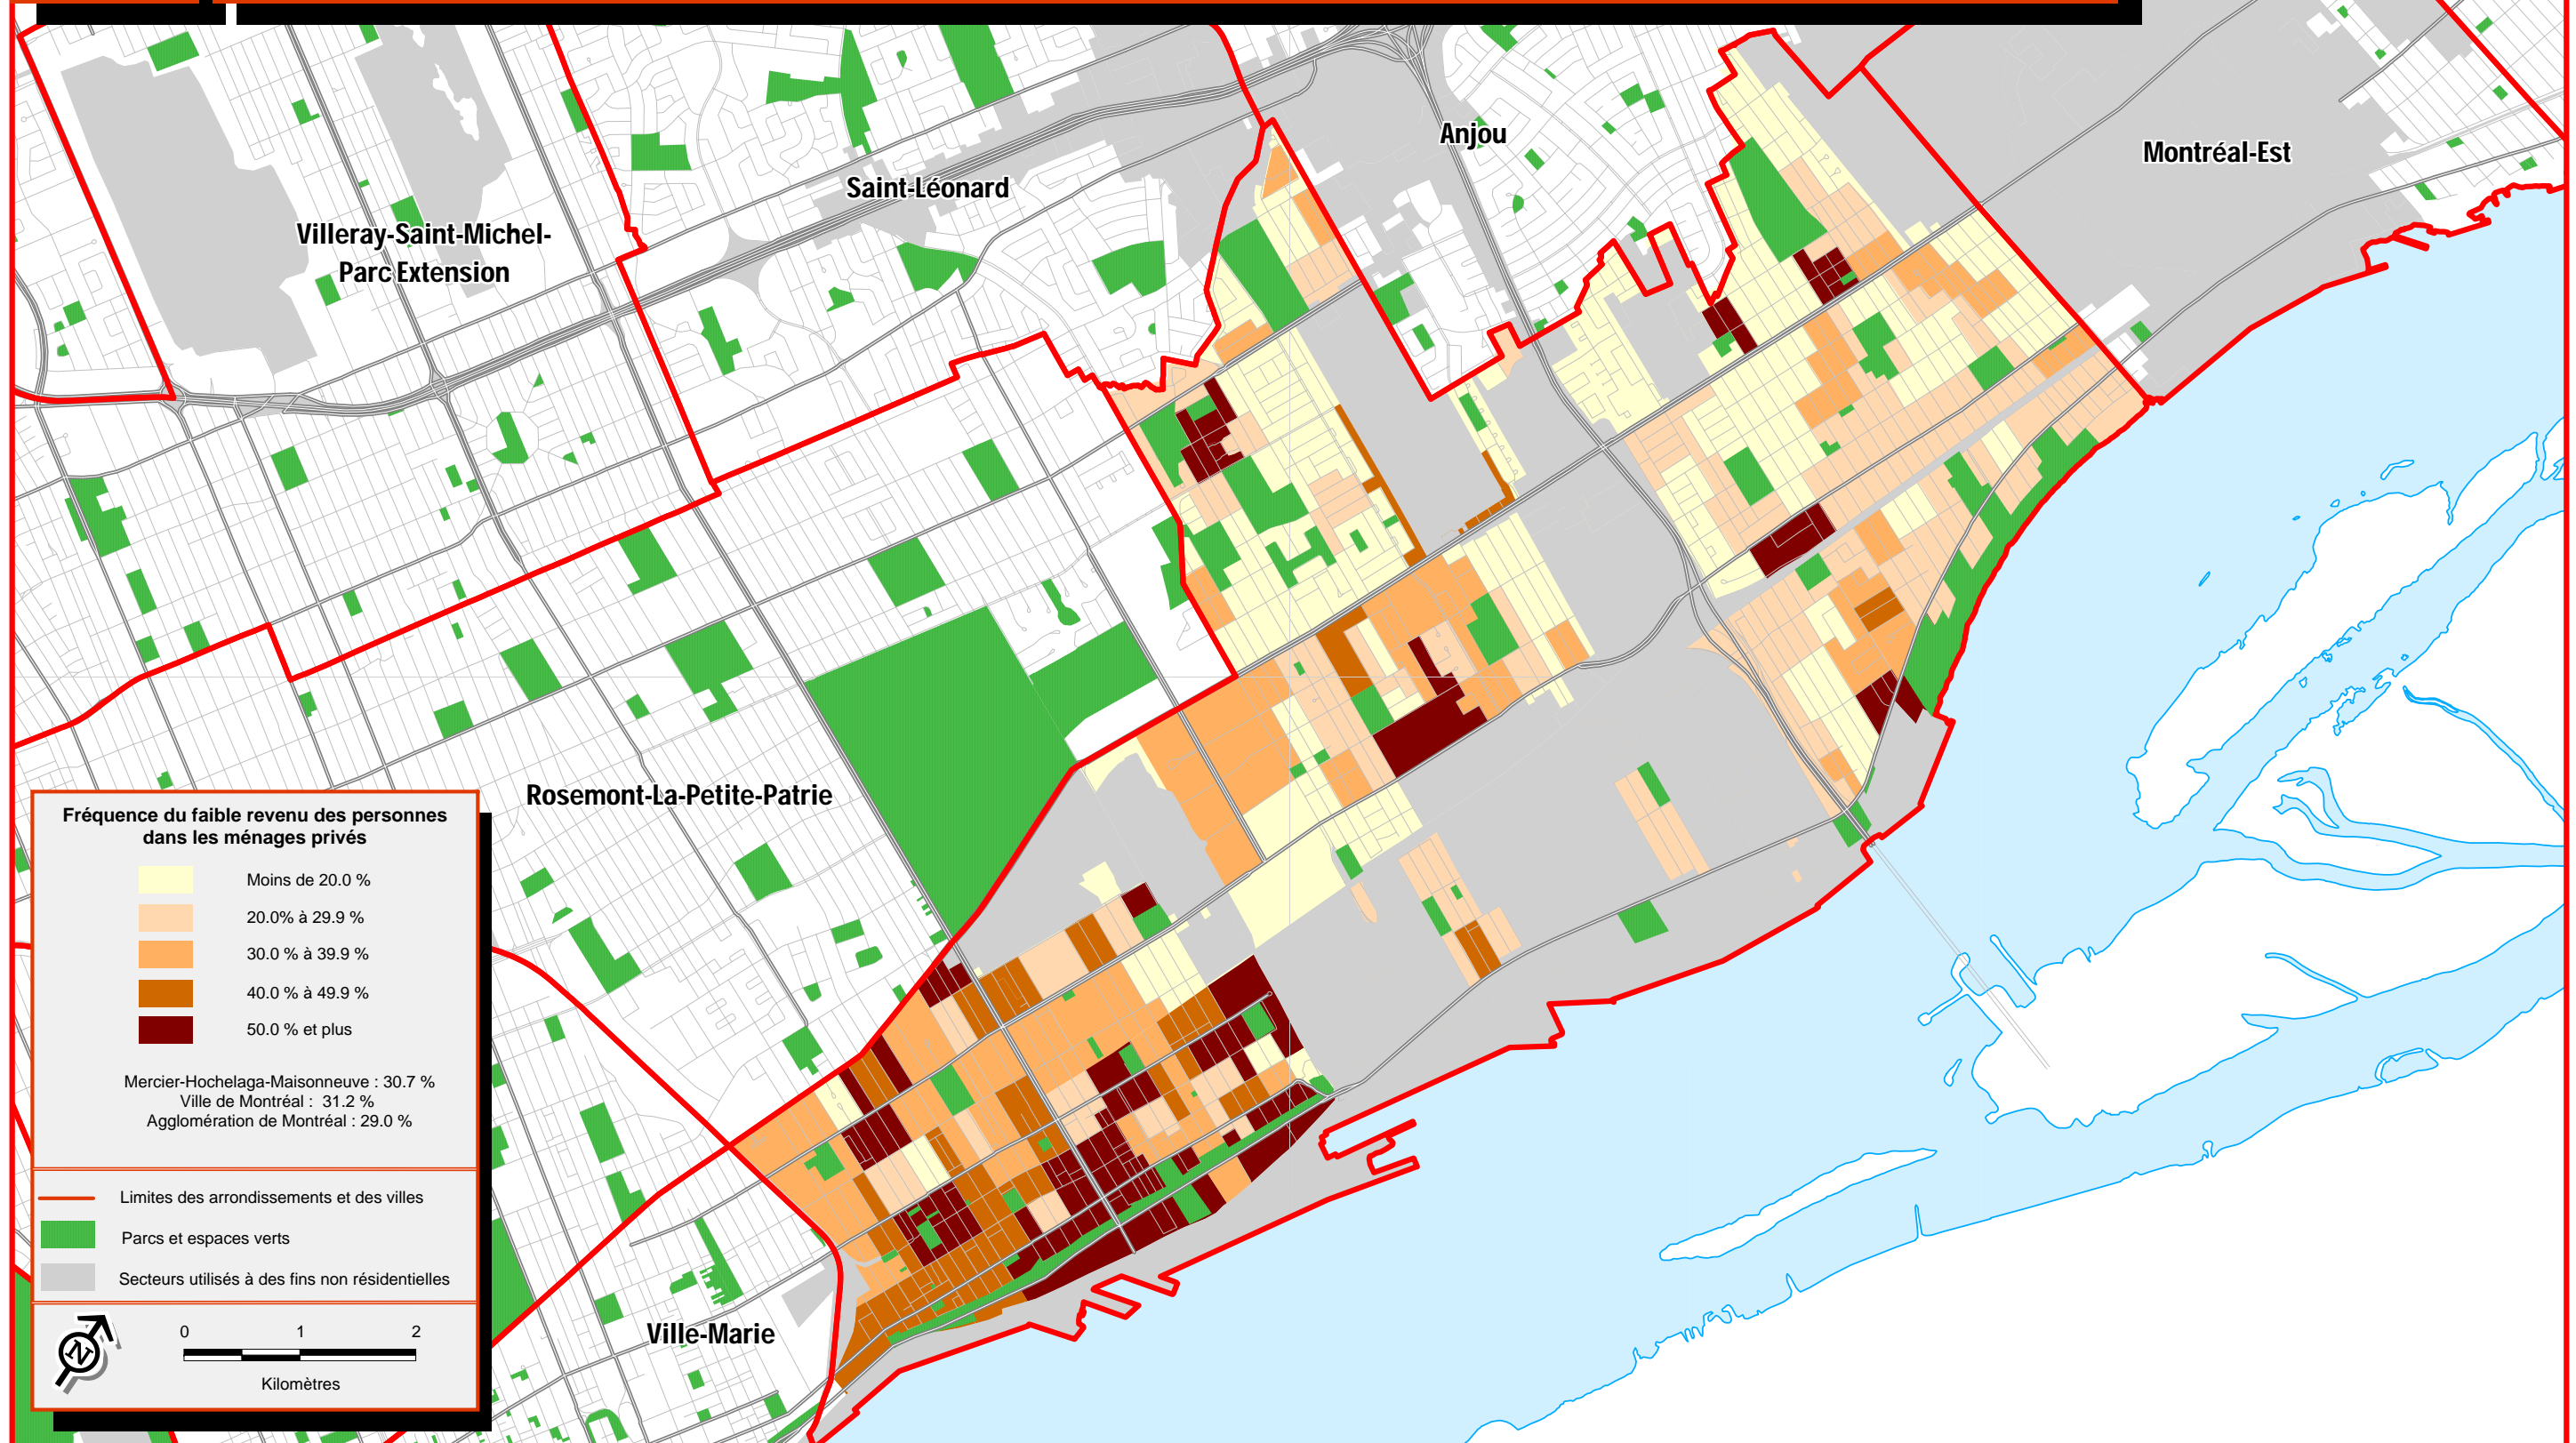 Anjou
Montréal-Est
Saint-Léonard
Villeray-Saint-Michel-
Parc Extension
Rosemont-La-Petite-Patrie
Ville-Marie
Fréquence du faible revenu des personnes
dans les ménages privés
Moins de 20.0 %
20.0% à 29.9 %
30.0 % à 39.9 %
40.0 % à 49.9 %
50.0 % et plus
Mercier-Hochelaga-Maisonneuve : 30.7 %
Ville de Montréal : 31.2 %
Agglomération de Montréal : 29.0 %
Limites des arrondissements et des villes
Parcs et espaces verts
Secteurs utilisés à des fins non résidentielles
N
0 1 2
Kilomètres